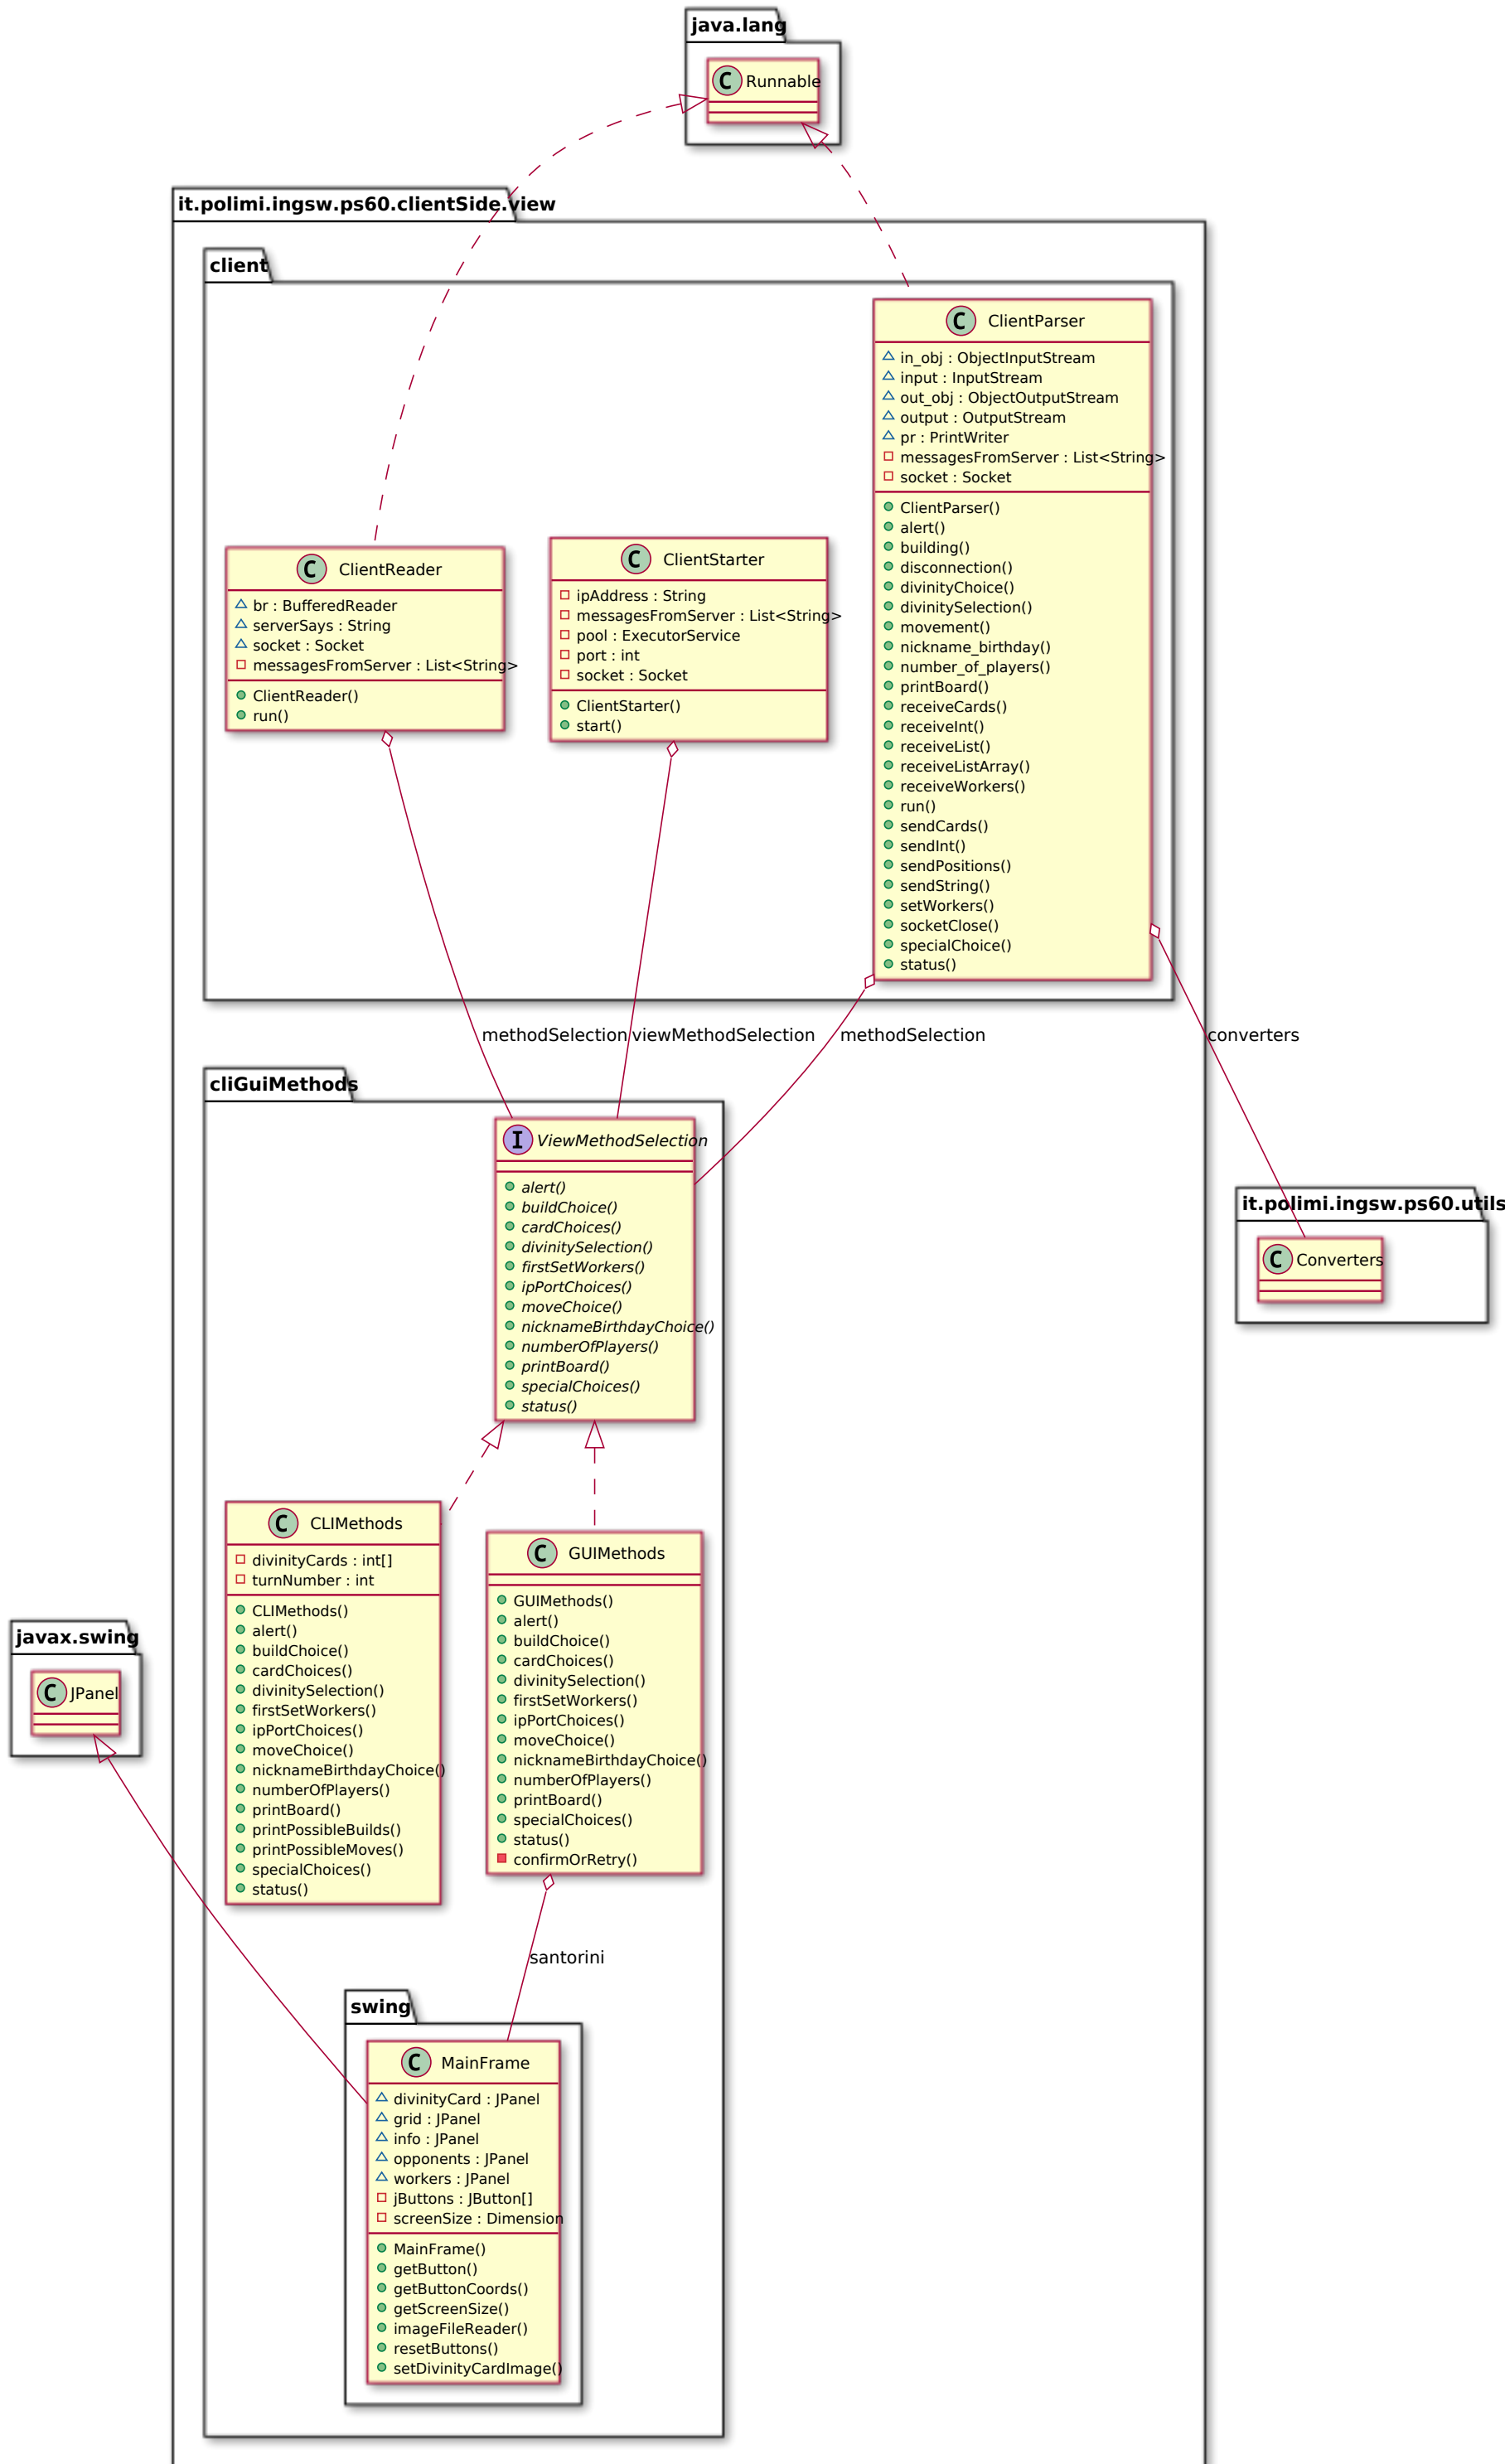 java.lang
C Runnable
it.polimi.ingsw.ps60.clientSide.view
client
C ClientParser
in_obj : ObjectInputStream
input : InputStream
out_obj : ObjectOutputStream
output : OutputStream
pr : PrintWriter
messagesFromServer : List<String>
socket : Socket
ClientParser()
alert()
building()
disconnection()
divinityChoice()
divinitySelection()
movement()
nickname_birthday()
number_of_players()
printBoard()
receiveCards()
receiveInt()
receiveList()
receiveListArray()
receiveWorkers()
run()
sendCards()
sendInt()
sendPositions()
sendString()
setWorkers()
socketClose()
specialChoice()
status()
C ClientReader
br : BufferedReader
serverSays : String
socket : Socket
messagesFromServer : List<String>
ClientReader()
run()
C ClientStarter
ipAddress : String
messagesFromServer : List<String>
pool : ExecutorService
port : int
socket : Socket
ClientStarter()
start()
methodSelection
viewMethodSelection
methodSelection
converters
cliGuiMethods
I ViewMethodSelection
alert()
buildChoice()
cardChoices()
divinitySelection()
firstSetWorkers()
ipPortChoices()
moveChoice()
nicknameBirthdayChoice()
numberOfPlayers()
printBoard()
specialChoices()
status()
it.polimi.ingsw.ps60.utils
C Converters
C CLIMethods
divinityCards : int[]
turnNumber : int
CLIMethods()
alert()
buildChoice()
cardChoices()
divinitySelection()
firstSetWorkers()
ipPortChoices()
moveChoice()
nicknameBirthdayChoice()
numberOfPlayers()
printBoard()
printPossibleBuilds()
printPossibleMoves()
specialChoices()
status()
C GUIMethods
GUIMethods()
alert()
buildChoice()
cardChoices()
divinitySelection()
firstSetWorkers()
ipPortChoices()
moveChoice()
nicknameBirthdayChoice()
numberOfPlayers()
printBoard()
specialChoices()
status()
confirmOrRetry()
javax.swing
C JPanel
santorini
swing
C MainFrame
divinityCard : JPanel
grid : JPanel
info : JPanel
opponents : JPanel
workers : JPanel
jButtons : JButton[]
screenSize : Dimension
MainFrame()
getButton()
getButtonCoords()
getScreenSize()
imageFileReader()
resetButtons()
setDivinityCardImage()